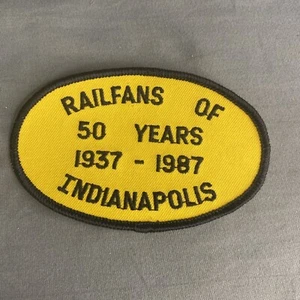 RAILFANS OF
50 YEARS
1937 - 1987
INDIANAPOLIS